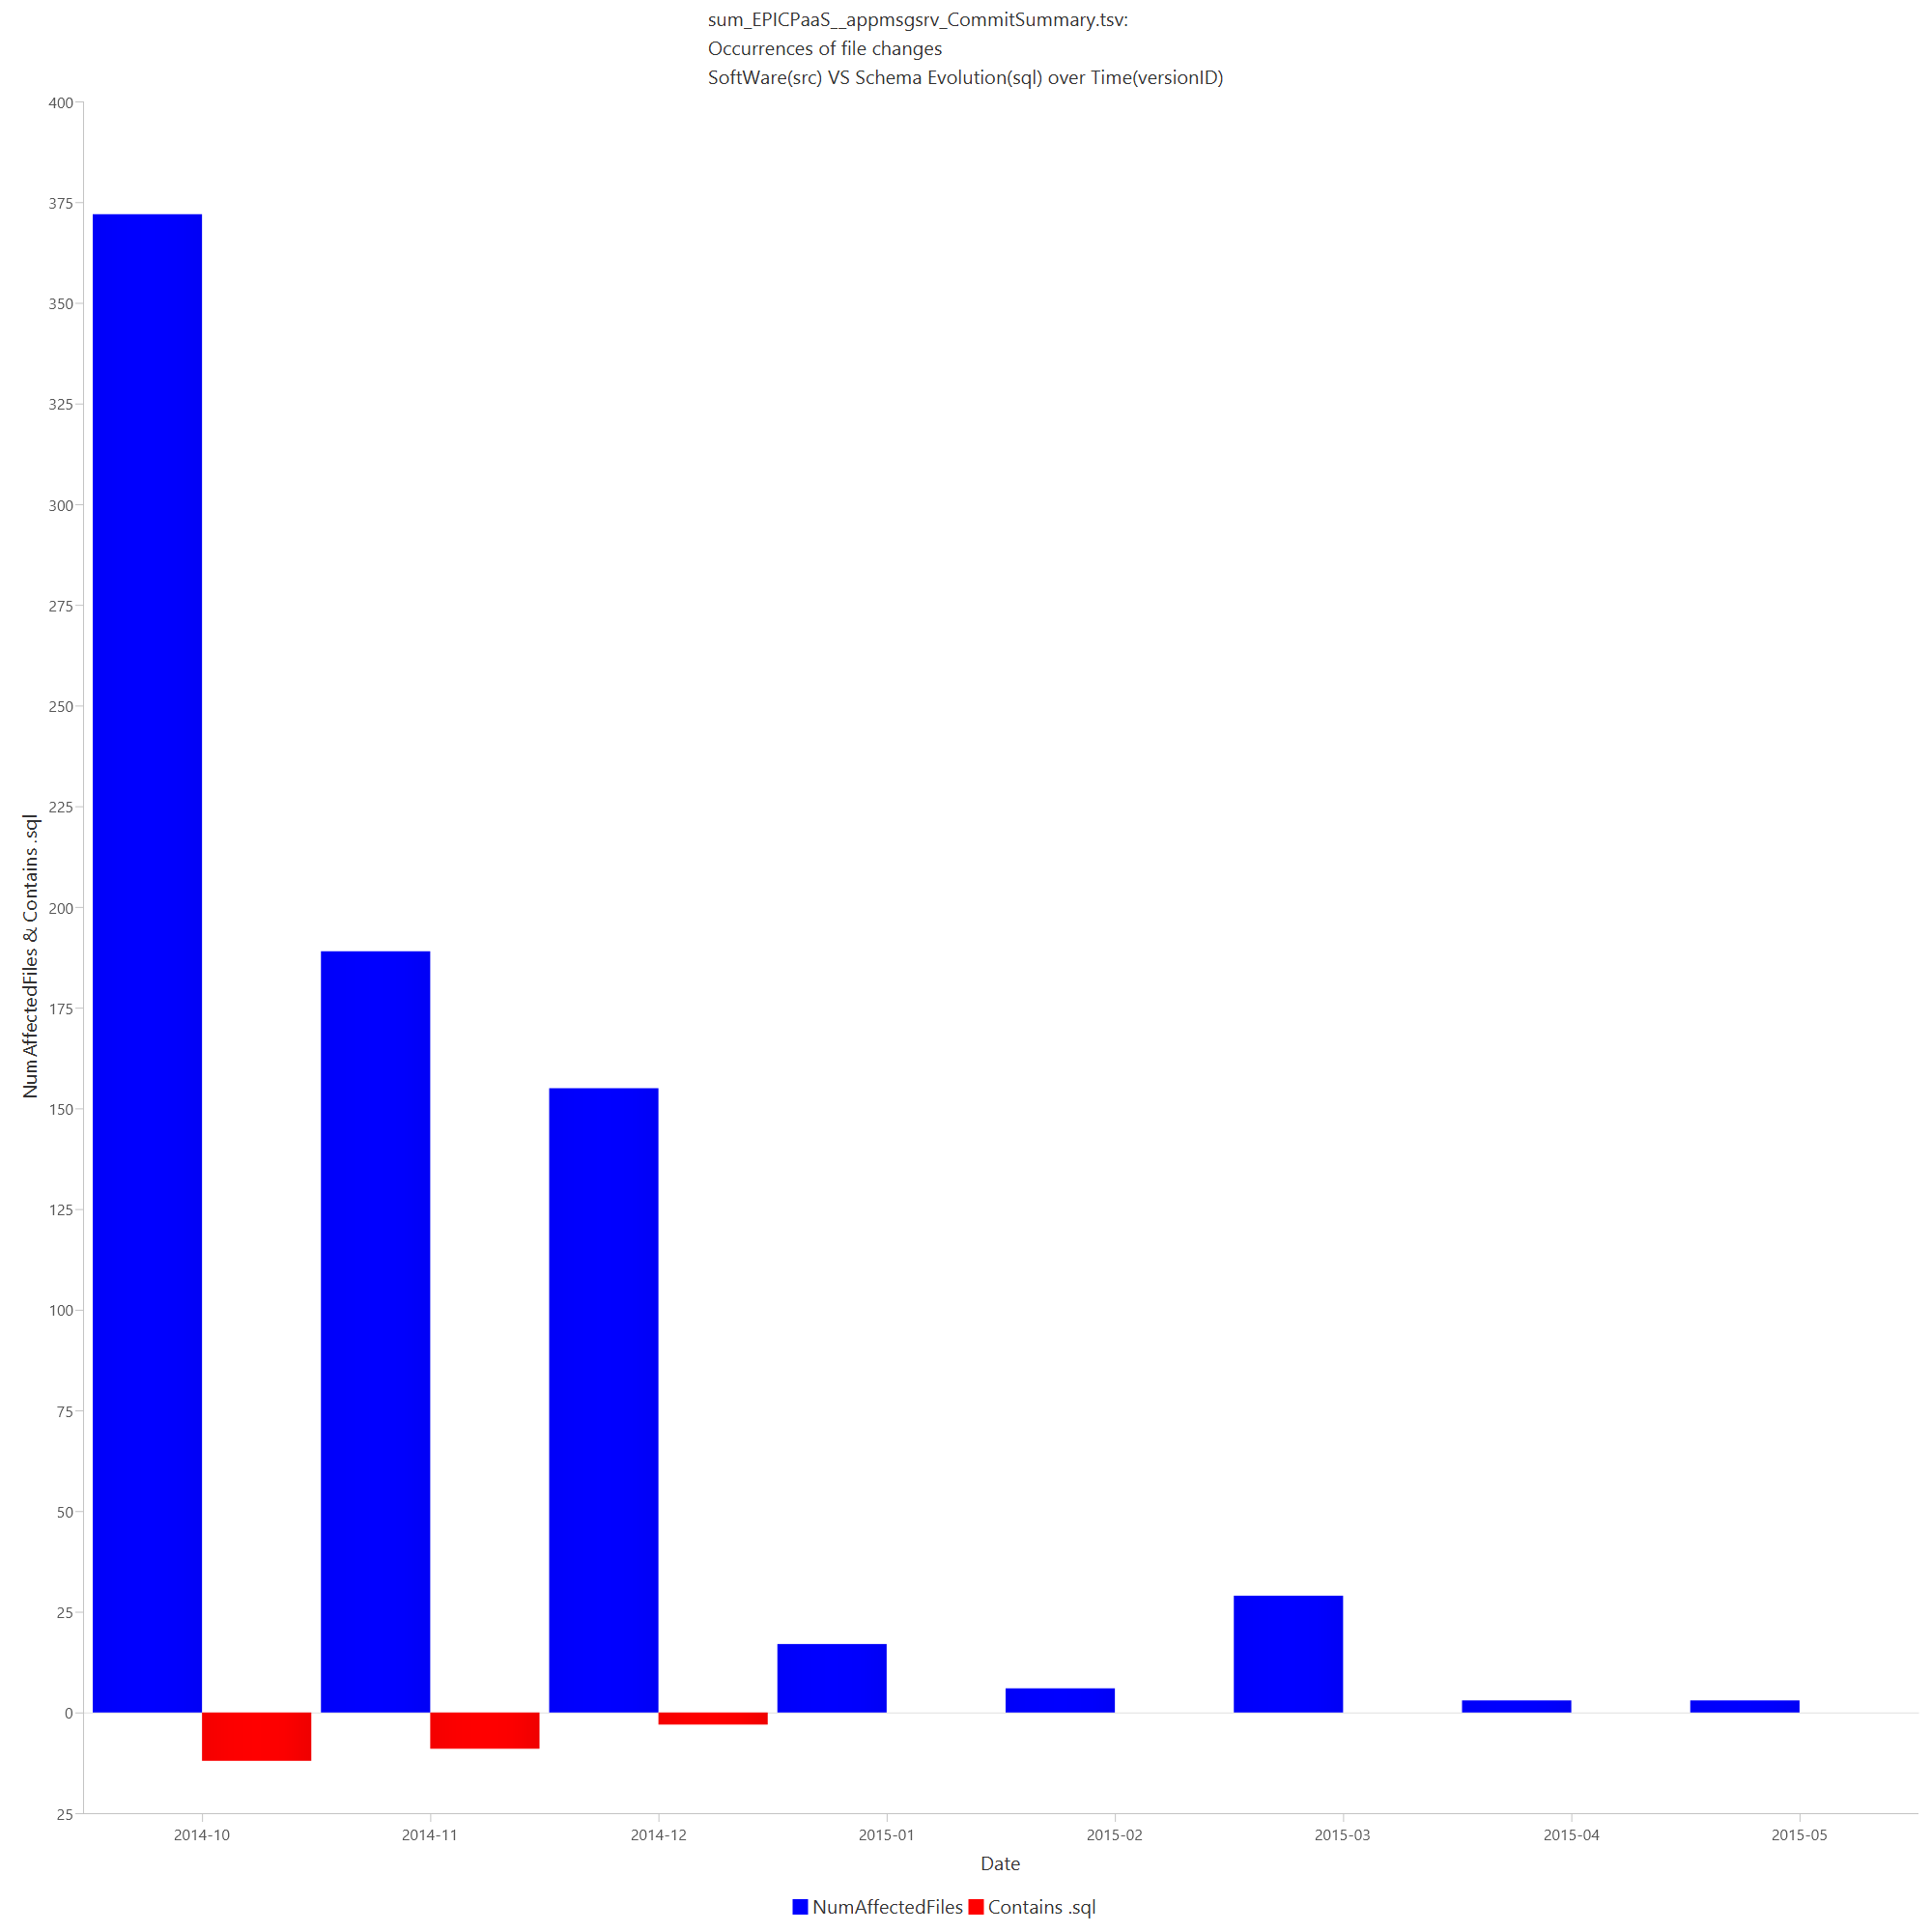 sum_EPICPaaS__appmsgsrv_CommitSummary.tsv:
Occurrences of file changes
SoftWare(src) VS Schema Evolution(sql) over Time(versionID)
400
375
350
325
300
275
250
225
200
175
150
125
100
75
50
25
0
25
NumAffectedFiles & Contains .sql
2014-10 2014-11 2014-12 2015-01 2015-02 2015-03 2015-04 2015-05
Date
NumAffectedFiles Contains .sql